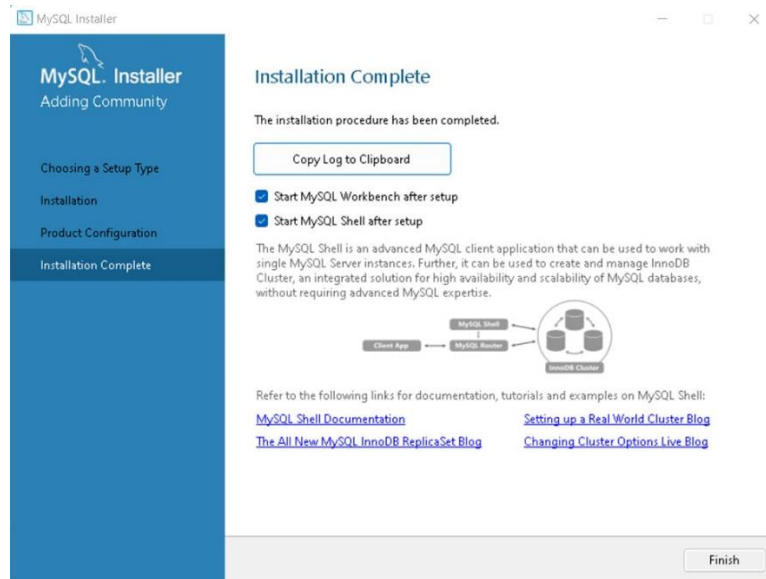 MySQL Installer
MySQL. Installer
Adding Community
Choosing a Setup Type
Installation
Product Configuration
Installation Complete
Installation Complete
The installation procedure has been completed.
Copy Log to Clipboard
Start MySQL Workbench after setup
Start MySQL Shell after setup
The MySQL Shell is an advanced MySQL client application that can be used to work with
single MySQL Server instances. Further, it can be used to create and manage InnoDB
Cluster, an integrated solution for high availability and scalability of MySQL databases,
without requiring advanced MySQL expertise.
MySQL Shell
Client App
MySQL Router
InnoDB Cluster
Refer to the following links for documentation, tutorials and examples on MySQL Shell:
MySQL Shell Documentation
Setting up a Real World Cluster Blog
The All New MySQL InnoDB ReplicaSet Blog
Changing Cluster Options Live Blog
Finish